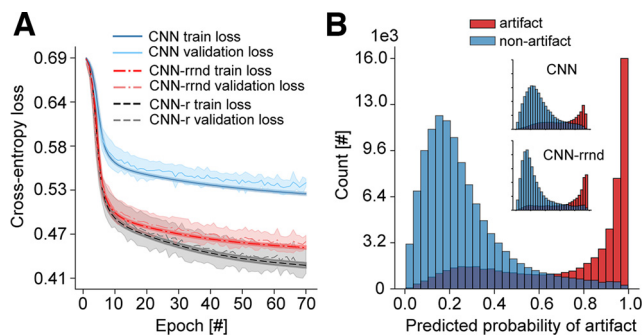 A
CNN train loss
CNN validation loss
CNN-rrnd train loss
CNN-rrnd validation loss
CNN-r train loss
CNN-r validation loss
Cross-entropy loss
0.69
0.64
0.58
0.53
0.47
0.41
0 10 20 30 40 50 60 70
Epoch [#]
B
1e3
artifact
non-artifact
CNN
CNN-rrnd
Count [#]
16.0
13.0
9.6
6.4
3.2
0
0.0 0.2 0.4 0.6 0.8 1.0
Predicted probability of artifact